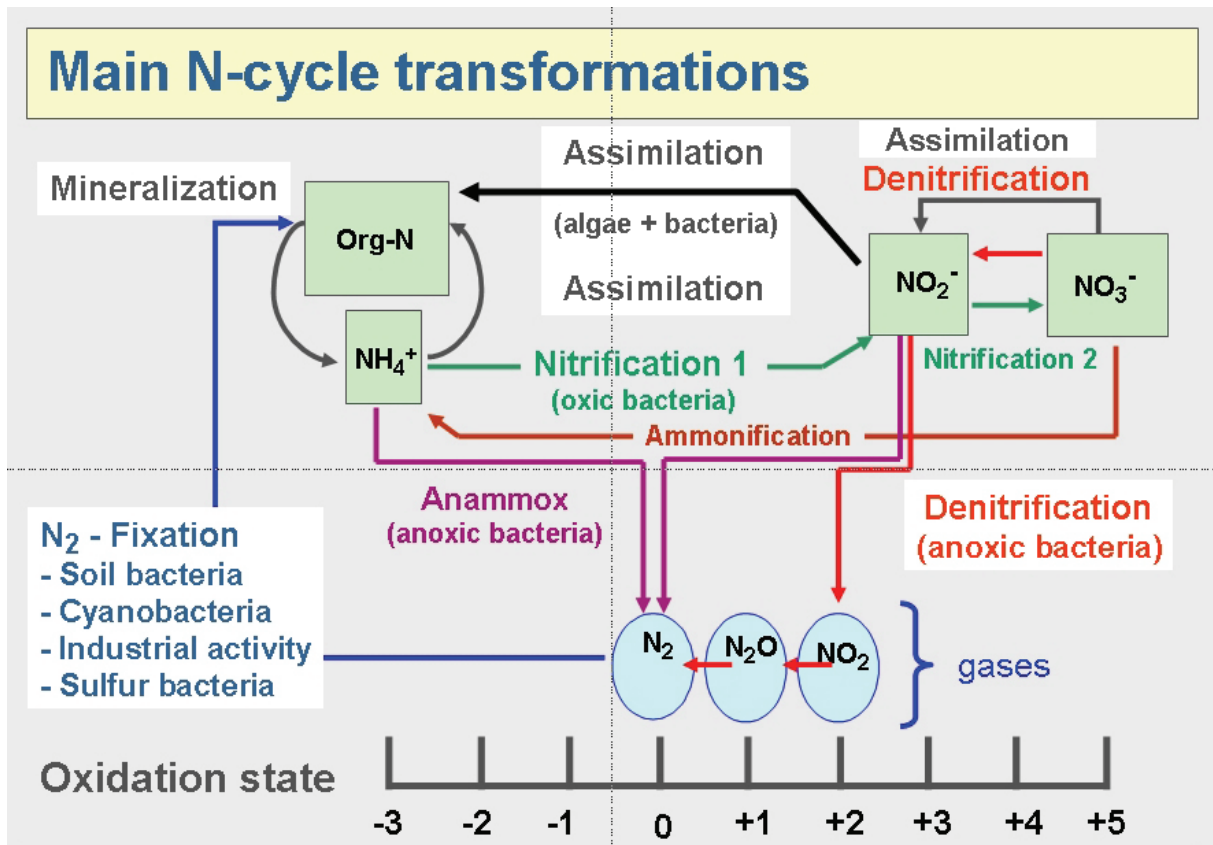 Main N-cycle transformations
Mineralization
Assimilation
(algae + bacteria)
Assimilation
Assimilation
Denitrification
Org-N
NO₂⁻
NO₃⁻
NH₄⁺
Nitrification 1
(oxic bacteria)
Nitrification 2
Ammonification
Anammox
(anoxic bacteria)
Denitrification
(anoxic bacteria)
N₂ - Fixation
- Soil bacteria
- Cyanobacteria
- Industrial activity
- Sulfur bacteria
N₂
N₂O
NO₂
gases
Oxidation state
-3 -2 -1 0 +1 +2 +3 +4 +5